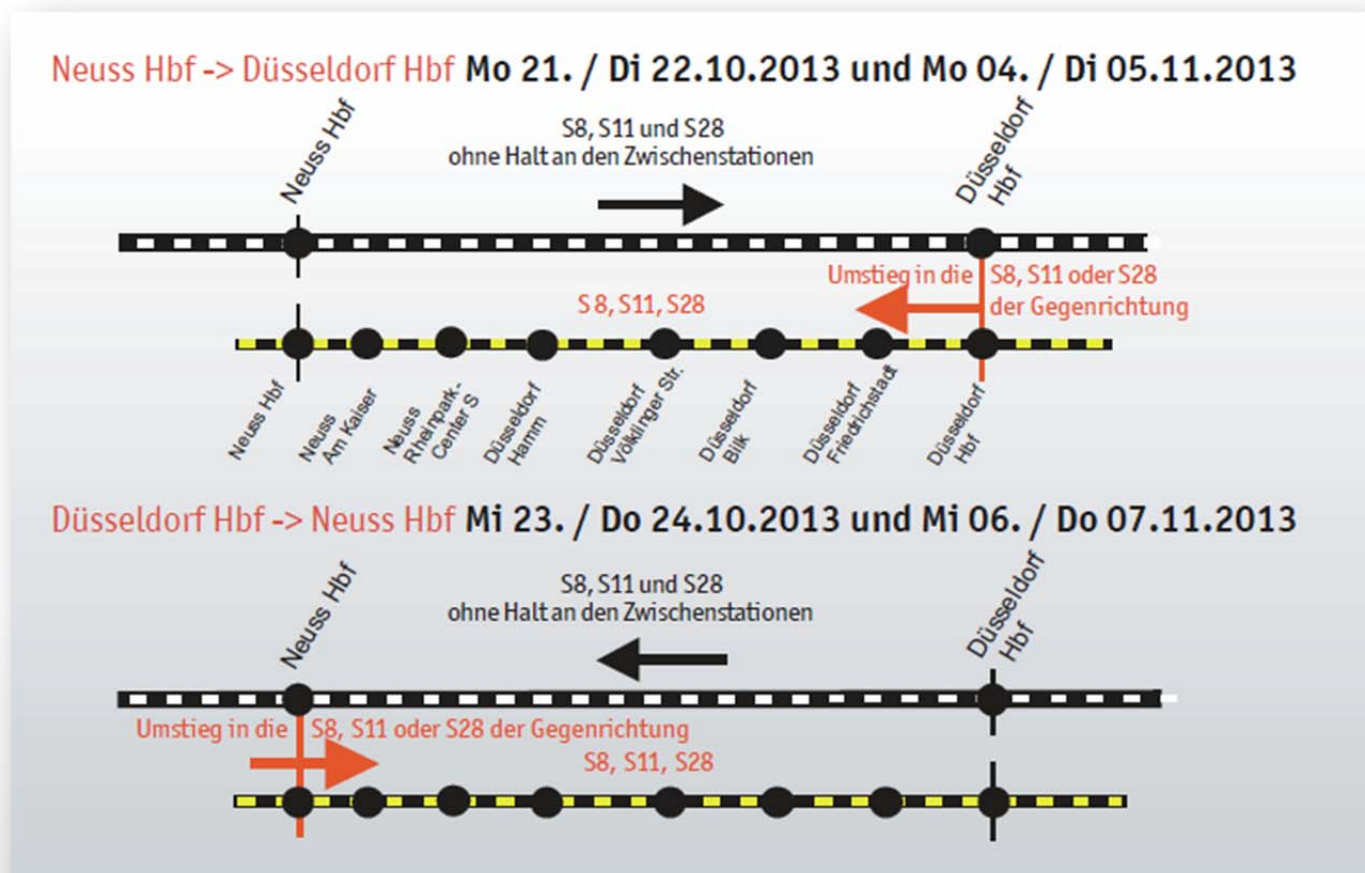 Neuss Hbf -> Düsseldorf Hbf Mo 21. / Di 22.10.2013 und Mo 04. / Di 05.11.2013
Neuss Hbf
S8, S11 und S28
ohne Halt an den Zwischenstationen
Düsseldorf
Hbf
Umstieg in die S8, S11 oder S28
der Gegenrichtung
S 8, S11, S28
Neuss Hbf
Neuss
Am Kaiser
Neuss
Rheinpark-
Center S
Düsseldorf
Hamm
Düsseldorf
Völklinger Str.
Düsseldorf
Bilk
Düsseldorf
Friedrichstadt
Düsseldorf
Hbf
Düsseldorf Hbf -> Neuss Hbf Mi 23. / Do 24.10.2013 und Mi 06. / Do 07.11.2013
Neuss Hbf
S8, S11 und S28
ohne Halt an den Zwischenstationen
Düsseldorf
Hbf
Umstieg in die S8, S11 oder S28 der Gegenrichtung
S8, S11, S28